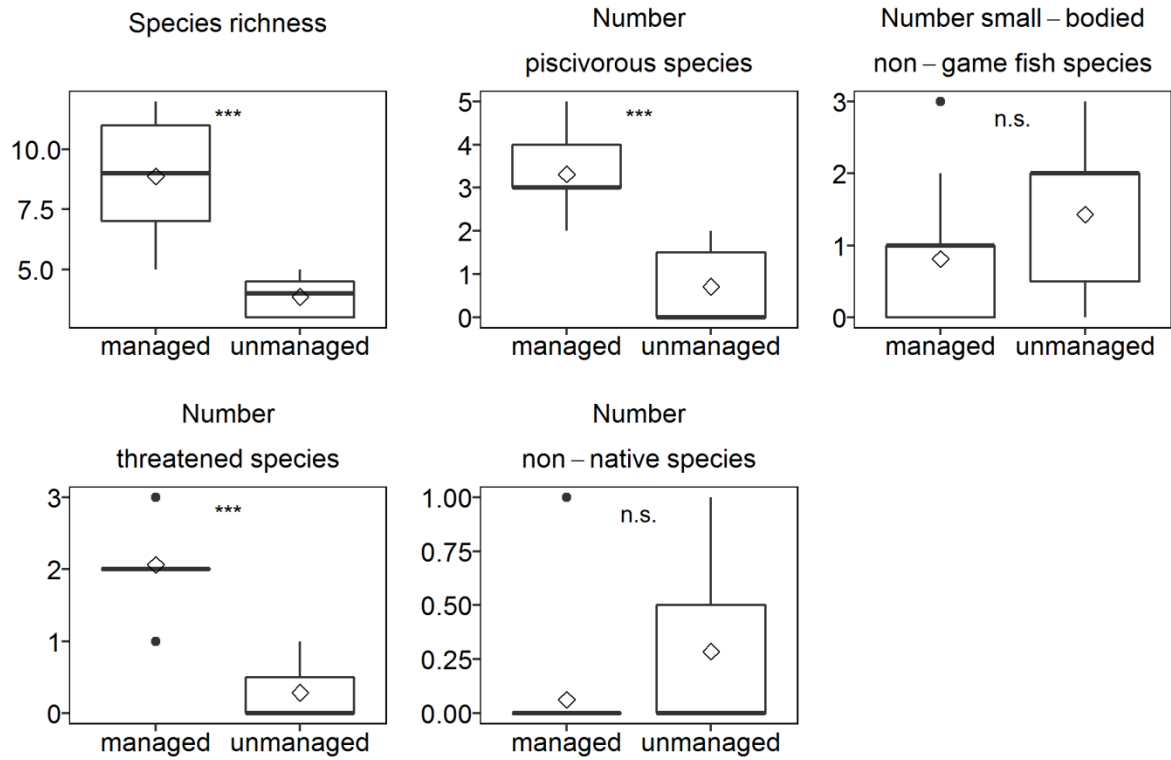 Species richness
10.0
7.5
5.0
***
managed unmanaged
Number
piscivorous species
5
4
3
2
1
0
***
managed unmanaged
Number small – bodied
non – game fish species
3
2
1
0
n.s.
managed unmanaged
Number
threatened species
3
2
1
0
***
managed unmanaged
Number
non – native species
1.00
0.75
0.50
0.25
0.00
n.s.
managed unmanaged